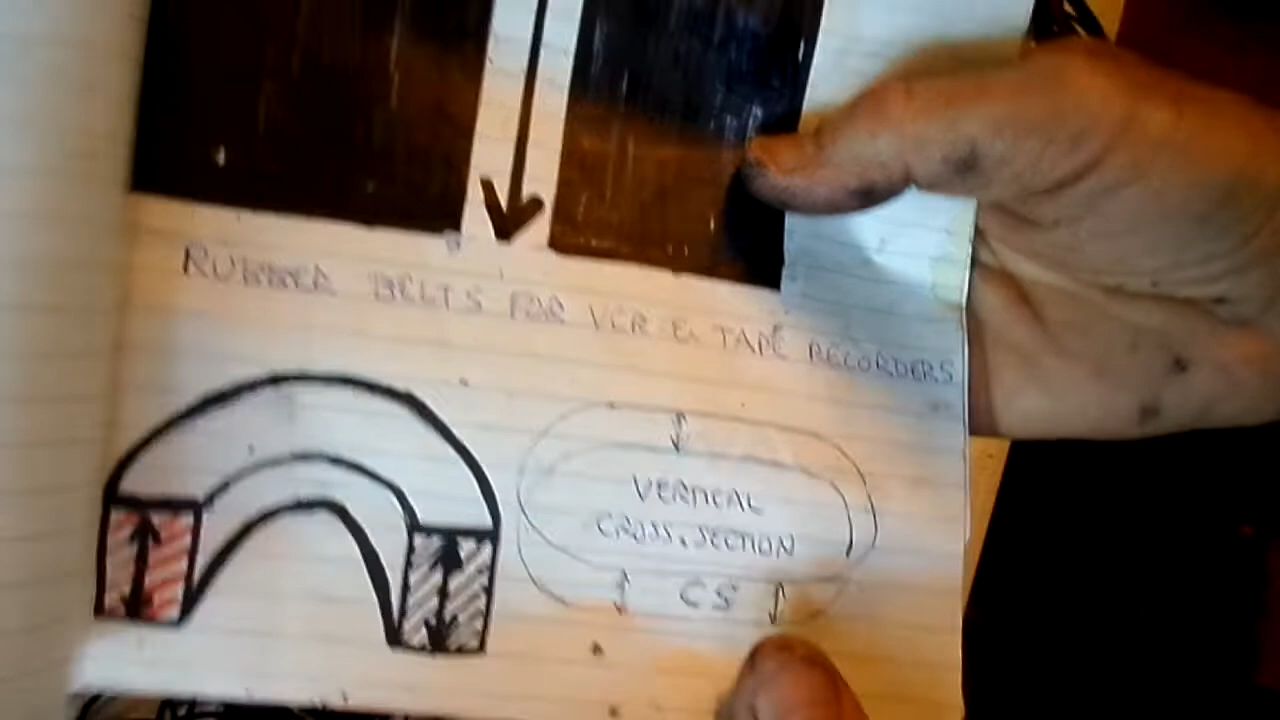 RUBBER BELTS FOR VCR & TAPE RECORDERS
VERTICAL
CROSS.SECTION
CS